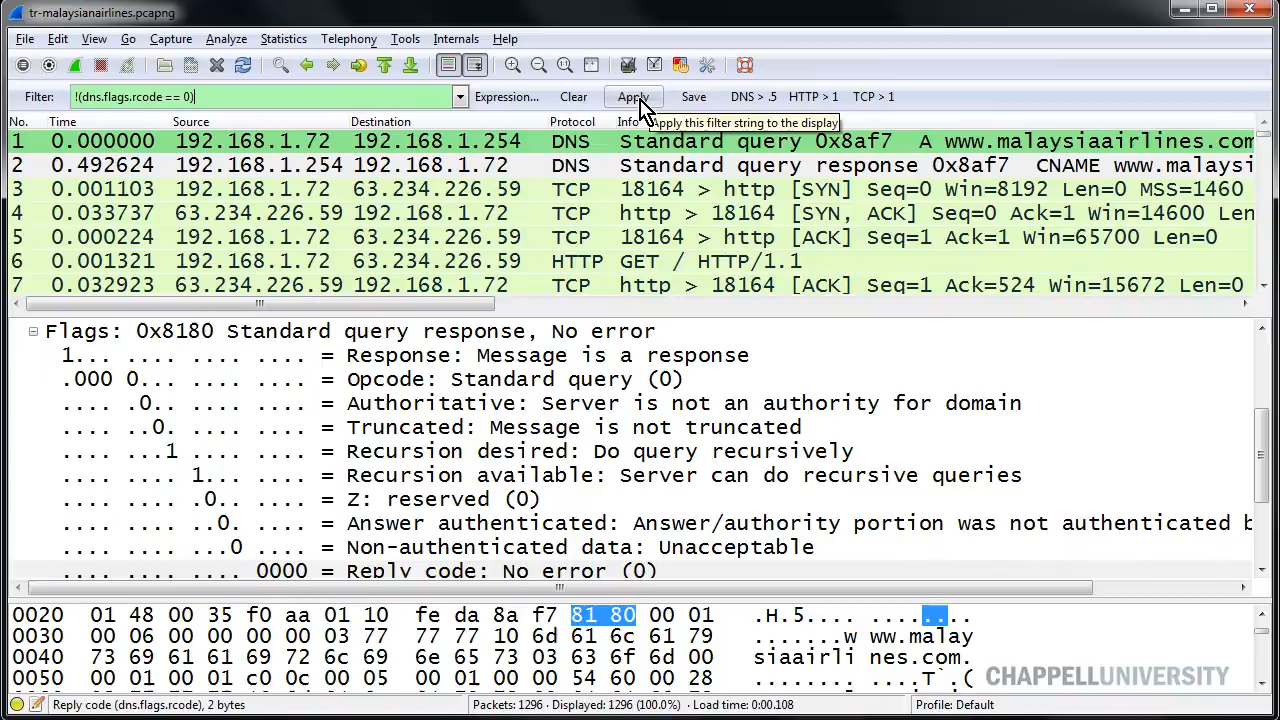 tr-malaysianairlines.pcapng
File Edit View Go Capture Analyze Statistics Telephony Tools Internals Help
Filter: !(dns.flags.rcode == 0) Expression... Clear Apply Save DNS > .5 HTTP > 1 TCP > 1
Apply this filter string to the display
No. Time Source Destination Protocol Info
1 0.000000 192.168.1.72 192.168.1.254 DNS Standard query 0x8af7 A www.malaysiaairlines.com
2 0.492624 192.168.1.254 192.168.1.72 DNS Standard query response 0x8af7 CNAME www.malaysi
3 0.001103 192.168.1.72 63.234.226.59 TCP 18164 > http [SYN] Seq=0 Win=8192 Len=0 MSS=1460
4 0.033737 63.234.226.59 192.168.1.72 TCP http > 18164 [SYN, ACK] Seq=0 Ack=1 Win=14600 Len
5 0.000224 192.168.1.72 63.234.226.59 TCP 18164 > http [ACK] Seq=1 Ack=1 Win=65700 Len=0
6 0.001321 192.168.1.72 63.234.226.59 HTTP GET / HTTP/1.1
7 0.032923 63.234.226.59 192.168.1.72 TCP http > 18164 [ACK] Seq=1 Ack=524 Win=15672 Len=0
Flags: 0x8180 Standard query response, No error
1... .... .... .... = Response: Message is a response
.000 0... .... .... = Opcode: Standard query (0)
.... .0.. .... .... = Authoritative: Server is not an authority for domain
.... ..0. .... .... = Truncated: Message is not truncated
.... ...1 .... .... = Recursion desired: Do query recursively
.... .... 1... .... = Recursion available: Server can do recursive queries
.... .... .0.. .... = Z: reserved (0)
.... .... ..0. .... = Answer authenticated: Answer/authority portion was not authenticated b
.... .... ...0 .... = Non-authenticated data: Unacceptable
.... .... .... 0000 = Reply code: No error (0)
0020 01 48 00 35 f0 aa 01 10 fe da 8a f7 81 80 00 01 .H.5.... ........
0030 00 06 00 00 00 00 03 77 77 77 10 6d 61 6c 61 79 .......w ww.malay
0040 73 69 61 61 69 72 6c 69 6e 65 73 03 63 6f 6d 00 siaairli nes.com.
0050 00 01 00 01 c0 0c 00 05 00 01 00 00 54 60 00 28 ........ ....T`.(
CHAPPELLUNIVERSITY
Reply code (dns.flags.rcode), 2 bytes Packets: 1296 · Displayed: 1296 (100.0%) · Load time: 0:00.108 Profile: Default